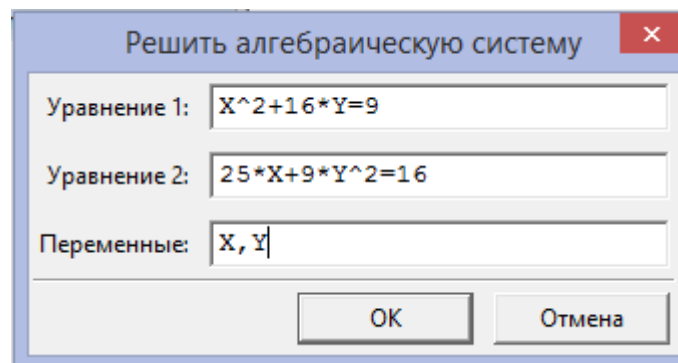 Решить алгебраическую систему
Уравнение 1: X^2+16*Y=9
Уравнение 2: 25*X+9*Y^2=16
Переменные: X,Y
OK Отмена